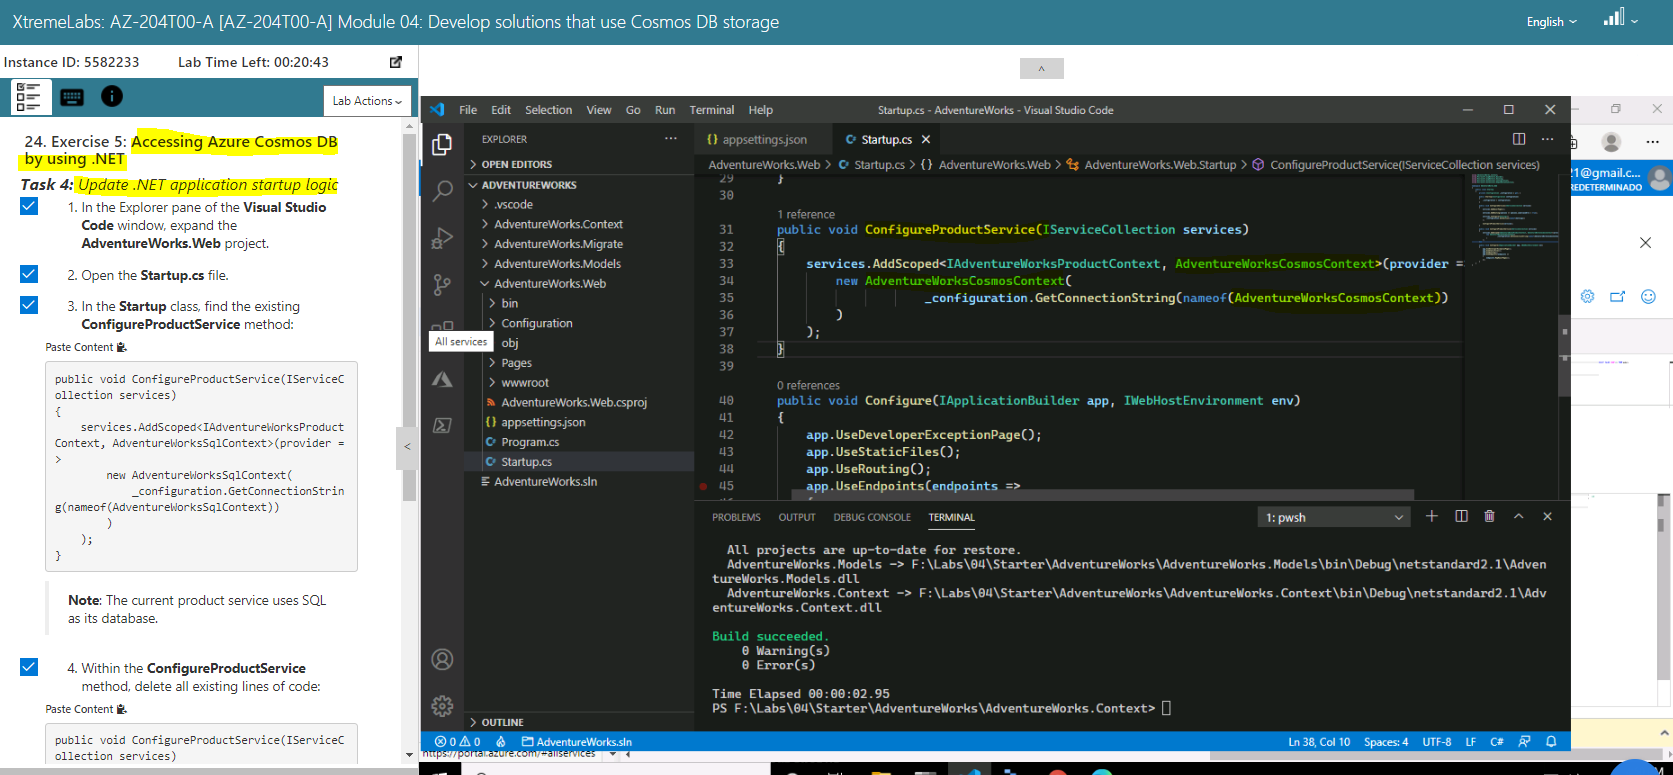 XtremeLabs: AZ-204T00-A [AZ-204T00-A] Module 04: Develop solutions that use Cosmos DB storage
English
Instance ID: 5582233
Lab Time Left: 00:20:43
Lab Actions
24. Exercise 5: Accessing Azure Cosmos DB
by using .NET
Task 4: Update .NET application startup logic
1. In the Explorer pane of the Visual Studio
Code window, expand the
AdventureWorks.Web project.
2. Open the Startup.cs file.
3. In the Startup class, find the existing
ConfigureProductService method:
Paste Content
public void ConfigureProductService(IServiceC
ollection services)
{
services.AddScoped<IAdventureWorksProduct
Context, AdventureWorksSqlContext>(provider =
>
new AdventureWorksSqlContext(
_configuration.GetConnectionStrin
g(nameof(AdventureWorksSqlContext))
)
);
}
Note: The current product service uses SQL
as its database.
4. Within the ConfigureProductService
method, delete all existing lines of code:
Paste Content
public void ConfigureProductService(IServiceC
ollection services)
File Edit Selection View Go Run Terminal Help
Startup.cs - AdventureWorks - Visual Studio Code
EXPLORER
OPEN EDITORS
ADVENTUREWORKS
.vscode
AdventureWorks.Context
AdventureWorks.Migrate
AdventureWorks.Models
AdventureWorks.Web
bin
Configuration
All services
obj
Pages
wwwroot
AdventureWorks.Web.csproj
{} appsettings.json
Program.cs
Startup.cs
AdventureWorks.sln
OUTLINE
{} appsettings.json
Startup.cs
AdventureWorks.Web > Startup.cs > {} AdventureWorks.Web > AdventureWorks.Web.Startup > ConfigureProductService(IServiceCollection services)
29 }
30
1 reference
31 public void ConfigureProductService(IServiceCollection services)
32 {
33 services.AddScoped<IAdventureWorksProductContext, AdventureWorksCosmosContext>(provider =
34 new AdventureWorksCosmosContext(
35 _configuration.GetConnectionString(nameof(AdventureWorksCosmosContext))
36 )
37 );
38 }
39
0 references
40 public void Configure(IApplicationBuilder app, IWebHostEnvironment env)
41 {
42 app.UseDeveloperExceptionPage();
43 app.UseStaticFiles();
44 app.UseRouting();
45 app.UseEndpoints(endpoints =>
PROBLEMS OUTPUT DEBUG CONSOLE TERMINAL
1: pwsh
All projects are up-to-date for restore.
AdventureWorks.Models -> F:\Labs\04\Starter\AdventureWorks\AdventureWorks.Models\bin\Debug\netstandard2.1\Adven
tureWorks.Models.dll
AdventureWorks.Context -> F:\Labs\04\Starter\AdventureWorks\AdventureWorks.Context\bin\Debug\netstandard2.1\Adv
entureWorks.Context.dll
Build succeeded.
0 Warning(s)
0 Error(s)
Time Elapsed 00:00:02.95
PS F:\Labs\04\Starter\AdventureWorks\AdventureWorks.Context>
0 0 AdventureWorks.sln
Ln 38, Col 10 Spaces: 4 UTF-8 LF C#
https://portal.azure.com/#allservices
21@gmail.c...
REDETERMINADO